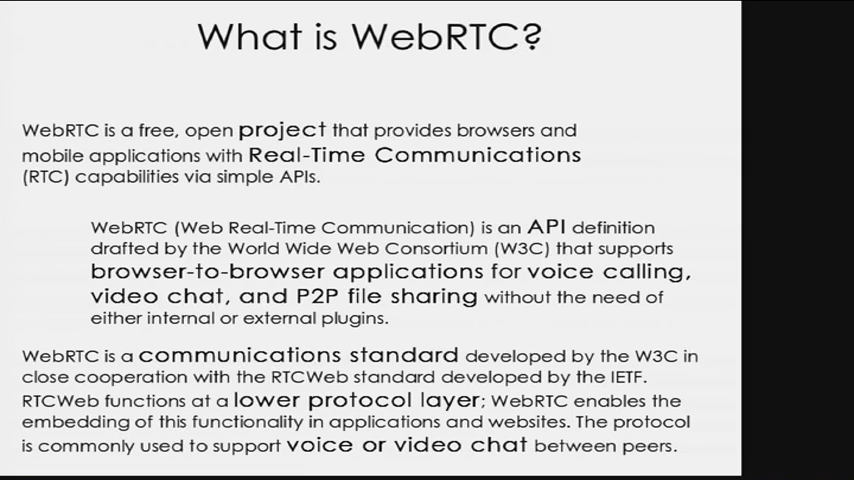 What is WebRTC?
WebRTC is a free, open project that provides browsers and
mobile applications with Real-Time Communications
(RTC) capabilities via simple APIs.
WebRTC (Web Real-Time Communication) is an API definition
drafted by the World Wide Web Consortium (W3C) that supports
browser-to-browser applications for voice calling,
video chat, and P2P file sharing without the need of
either internal or external plugins.
WebRTC is a communications standard developed by the W3C in
close cooperation with the RTCWeb standard developed by the IETF.
RTCWeb functions at a lower protocol layer; WebRTC enables the
embedding of this functionality in applications and websites. The protocol
is commonly used to support voice or video chat between peers.